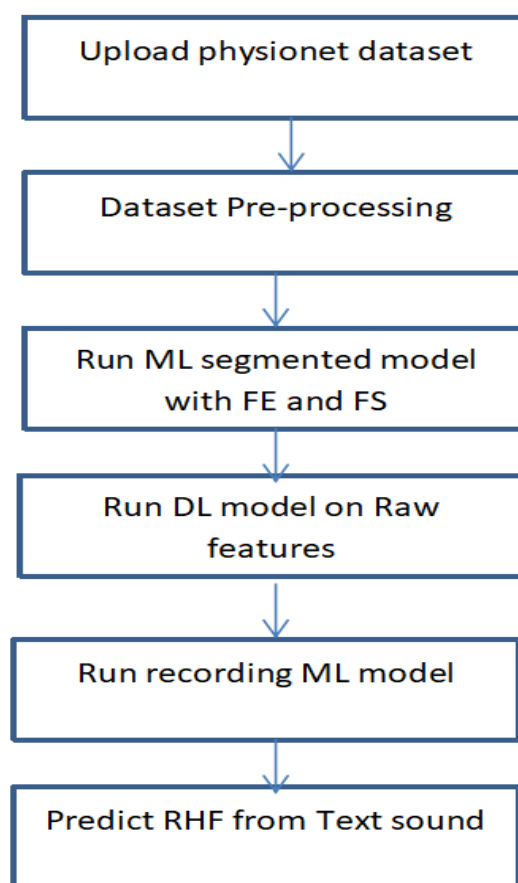 Upload physionet dataset
Dataset Pre-processing
Run ML segmented model
with FE and FS
Run DL model on Raw
features
Run recording ML model
Predict RHF from Text sound